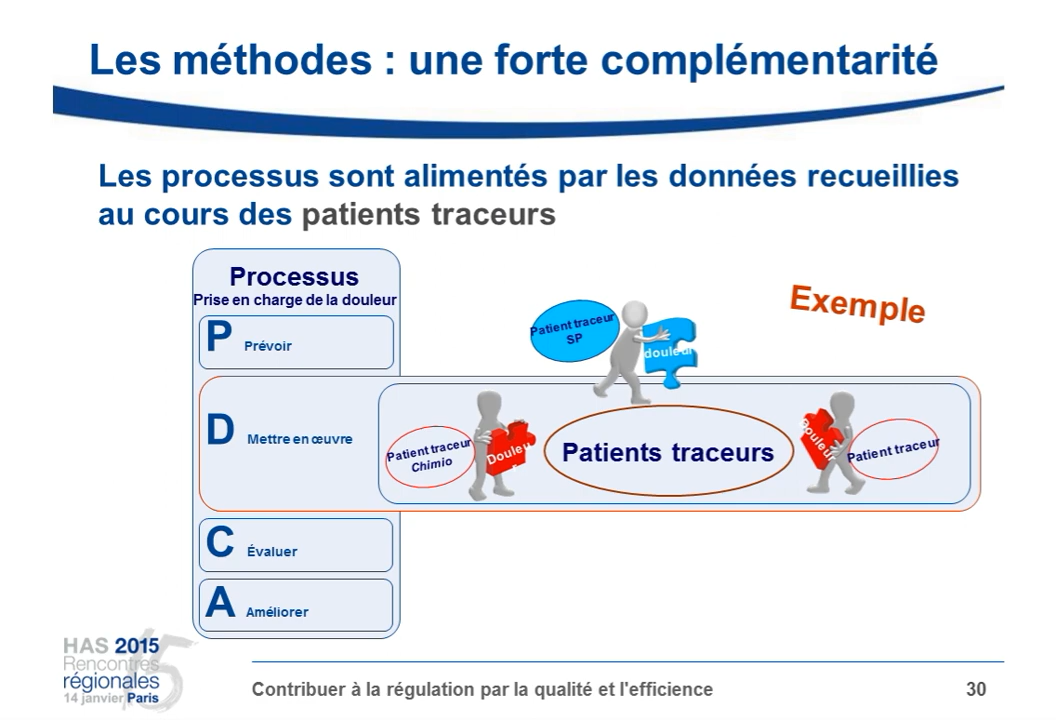 Les méthodes : une forte complémentarité
Les processus sont alimentés par les données recueillies
au cours des patients traceurs
Processus
Prise en charge de la douleur
P Prévoir
Exemple
Patient traceur
SP
douleur
D Mettre en œuvre
Patient traceur
Chimio
Douleu
r
Patients traceurs
Douleur
Patient traceur
C Évaluer
A Améliorer
HAS 2015
Rencontres
régionales
14 janvier Paris
15
Contribuer à la régulation par la qualité et l'efficience
30